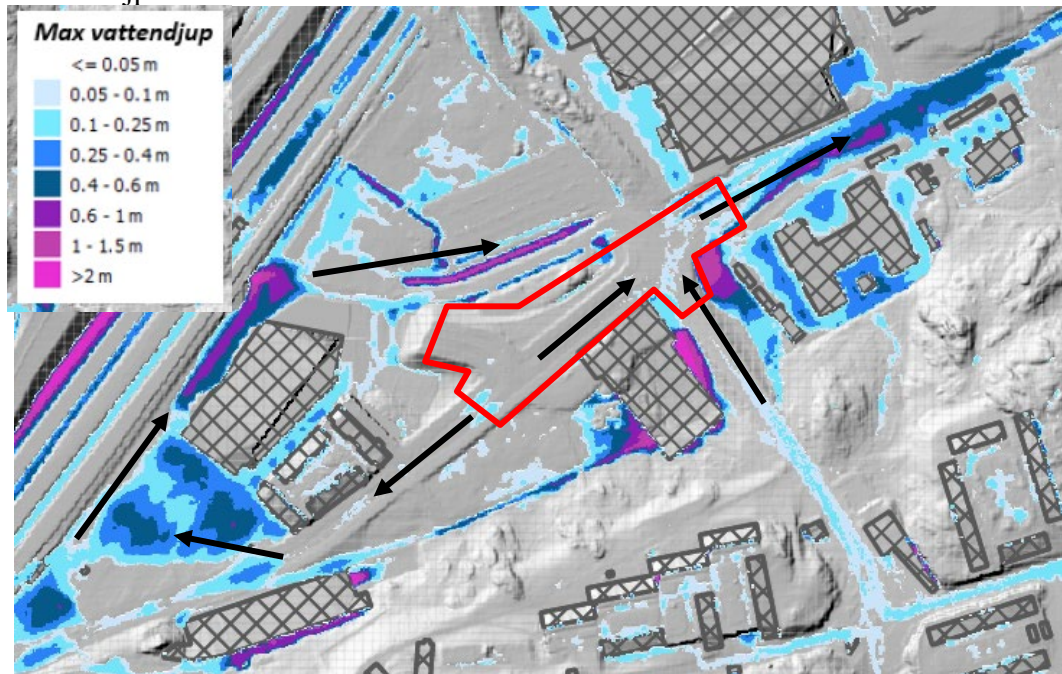 Max vattendjup
<= 0.05 m
0.05 - 0.1 m
0.1 - 0.25 m
0.25 - 0.4 m
0.4 - 0.6 m
0.6 - 1 m
1 - 1.5 m
>2 m